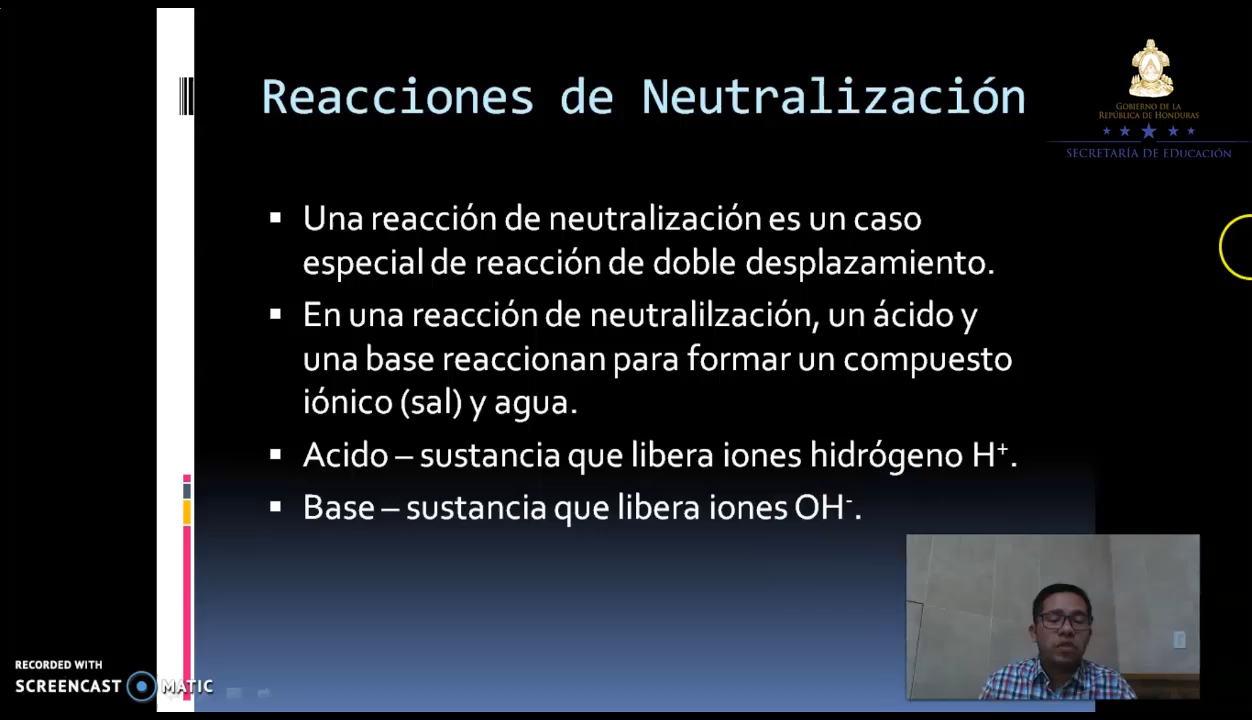 Reacciones de Neutralización
GOBIERNO DE LA
REPÚBLICA DE HONDURAS
SECRETARÍA DE EDUCACIÓN
Una reacción de neutralización es un caso
especial de reacción de doble desplazamiento.
En una reacción de neutralilzación, un ácido y
una base reaccionan para formar un compuesto
iónico (sal) y agua.
Acido – sustancia que libera iones hidrógeno H⁺.
Base – sustancia que libera iones OH⁻.
RECORDED WITH
SCREENCAST MATIC